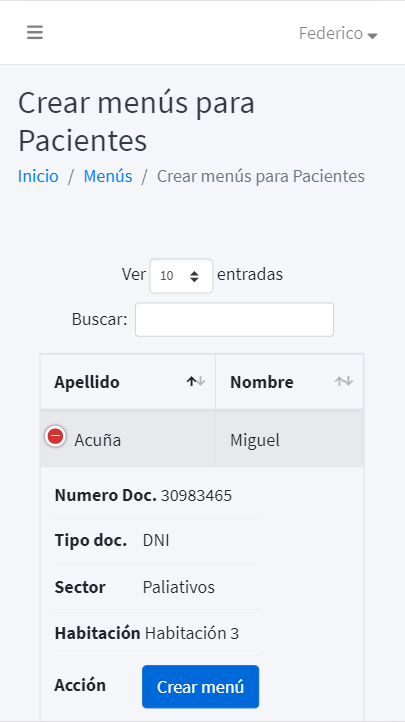 Federico
Crear menús para
Pacientes
Inicio / Menús / Crear menús para Pacientes
Ver 10 entradas
Buscar:
Apellido Nombre
Acuña Miguel
Numero Doc. 30983465
Tipo doc. DNI
Sector Paliativos
Habitación Habitación 3
Acción Crear menú